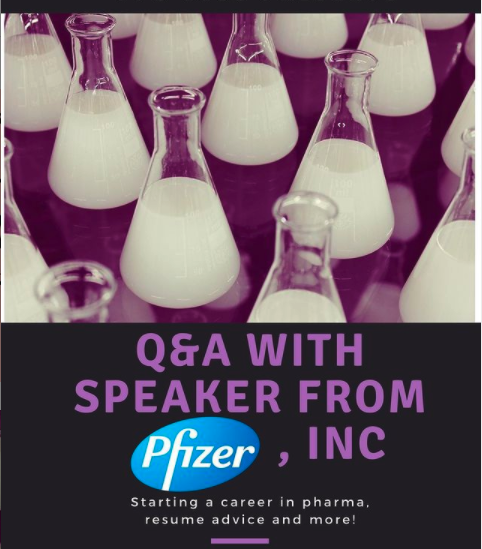 Q&A WITH
SPEAKER FROM
Pfizer , INC
Starting a career in pharma,
resume advice and more!